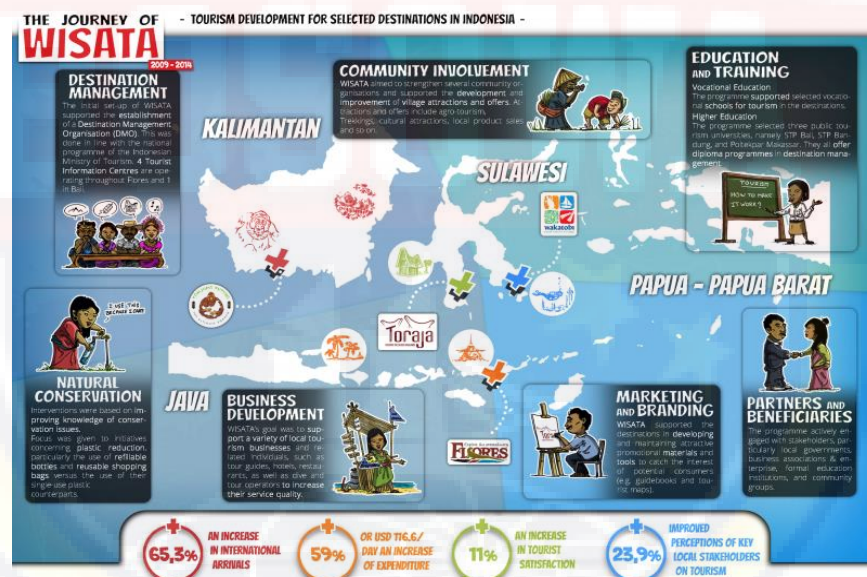 THE JOURNEY OF
WISATA
2009 - 2014
- TOURISM DEVELOPMENT FOR SELECTED DESTINATIONS IN INDONESIA -
DESTINATION
MANAGEMENT
The initial set-up of WISATA
supported the establishment
of a Destination Management
Organisation (DMO). This was
done in line with the national
programme of the Indonesian
Ministry of Tourism. 4 Tourist
Information Centres are ope-
rating throughout Flores and 1
in Bali.
KALIMANTAN
COMMUNITY INVOLVEMENT
WISATA aimed to strengthen several community or-
ganisations and supported the development and
improvement of village attractions and offers. At-
tractions and offers include agro-tourism,
Trekkings, cultural attractions, local product sales
and so on.
SULAWESI
wakatobi
EDUCATION
AND TRAINING
Vocational Education
The programme supported selected vocatio-
nal schools for tourism in the destinations.
Higher Education
The programme selected three public tou-
rism universities, namely STP Bali, STP Ban-
dung, and Poltekpar Makassar. They all offer
diploma programmes in destination mana-
gement.
TOURISM
HOW TO MAKE
IT WORK?
PAPUA - PAPUA BARAT
I USE THIS
BECAUSE I CARE
NATURAL
CONSERVATION
Interventions were based on im-
proving knowledge of conser-
vation issues.
Focus was given to initiatives
concerning plastic reduction,
particularly the use of refillable
bottles and reusable shopping
bags versus the use of their
single-use plastic
counterparts.
Toraja
JAVA
BUSINESS
DEVELOPMENT
WISATA's goal was to sup-
port a variety of local tou-
rism businesses and re-
lated individuals, such as
tour guides, hotels, restau-
rants, as well as dive and
tour operators to increase
their service quality.
FLORES
Toraja
MARKETING
AND BRANDING
WISATA supported the
destinations in developing
and maintaining attractive
promotional materials and
tools to catch the interest
of potential consumers
(e.g. guidebooks and tou-
rist maps).
PARTNERS AND
BENEFICIARIES
The programme actively en-
gaged with stakeholders, par-
ticularly local governments,
business associations & en-
terprise, formal education
institutions, and community
groups.
65,3%
AN INCREASE
IN INTERNATIONAL
ARRIVALS
59%
OR USD 116.6/
DAY AN INCREASE
OF EXPENDITURE
11%
AN INCREASE
IN TOURIST
SATISFACTION
23,9%
IMPROVED
PERCEPTIONS OF KEY
LOCAL STAKEHOLDERS
ON TOURISM